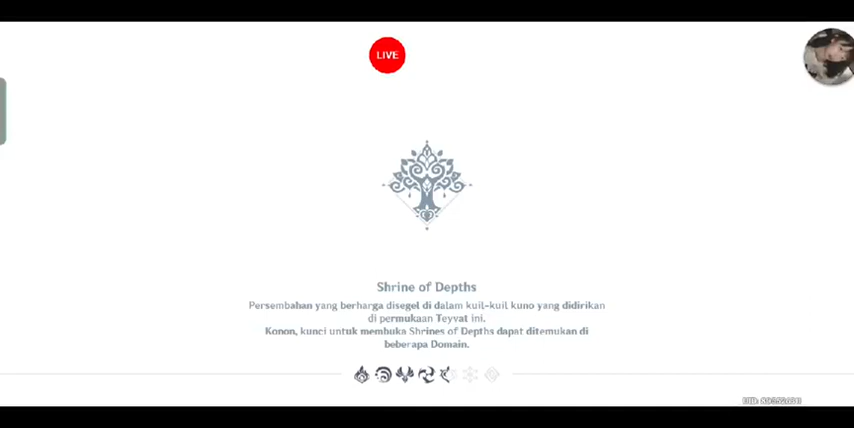 LIVE
Shrine of Depths
Persembahan yang berharga disegel di dalam kuil-kuil kuno yang didirikan
di permukaan Teyvat ini.
Konon, kunci untuk membuka Shrines of Depths dapat ditemukan di
beberapa Domain.